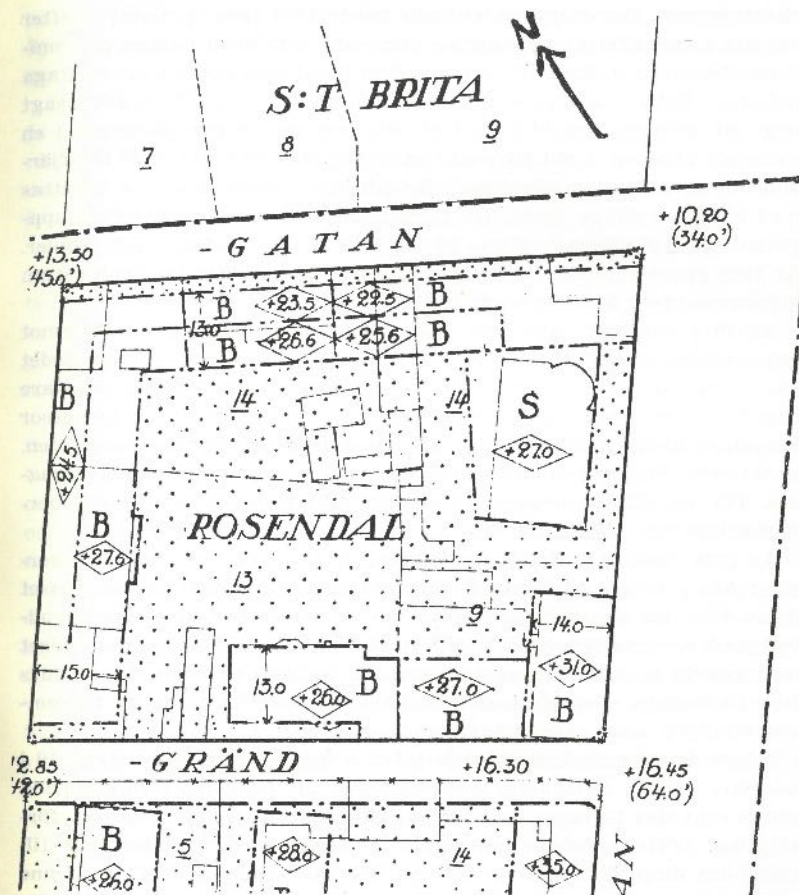 N
S:T BRITA
7
8
9
+10.20
(34.0')
-GATAN
+13.50
(45.0')
B
+23.5
+22.5
B
13.0
B
+26.6
+25.6
B
B
14
14
S
+27.0
+24.5
B
ROSENDAL
+27.6
13
9
14.0
15.0
13.0
+26.0
B
+27.0
+31.0
B
B
12.85
-GRÄND
+16.30
+16.45
(64.0')
B
5
+28.0
14
+35.0
+26.0
B